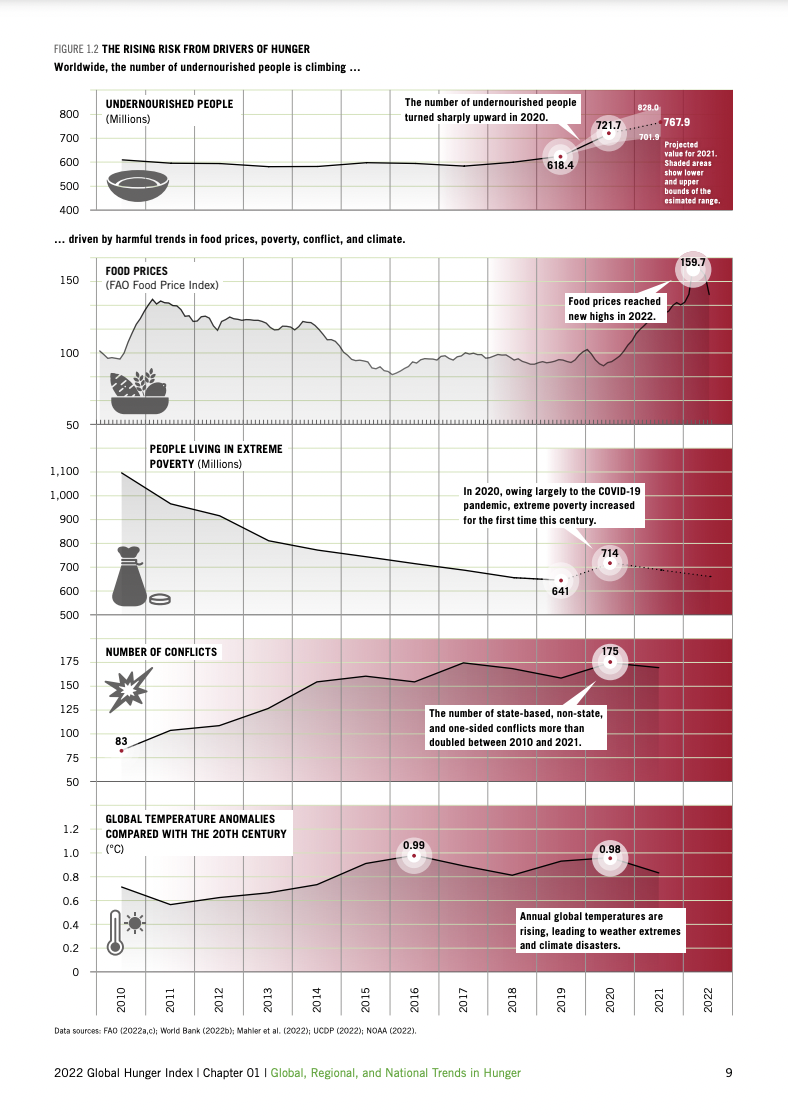 FIGURE 1.2 THE RISING RISK FROM DRIVERS OF HUNGER
Worldwide, the number of undernourished people is climbing ...
UNDERNOURISHED PEOPLE
(Millions)
The number of undernourished people
turned sharply upward in 2020.
800
700
600
500
400
618.4
721.7
828.0
767.9
701.9
Projected
value for 2021.
Shaded areas
show lower
and upper
bounds of the
esimated range.
... driven by harmful trends in food prices, poverty, conflict, and climate.
FOOD PRICES
(FAO Food Price Index)
150
100
50
159.7
Food prices reached
new highs in 2022.
PEOPLE LIVING IN EXTREME
POVERTY (Millions)
1,100
1,000
900
800
700
600
500
In 2020, owing largely to the COVID-19
pandemic, extreme poverty increased
for the first time this century.
714
641
NUMBER OF CONFLICTS
175
150
125
100
75
50
83
175
The number of state-based, non-state,
and one-sided conflicts more than
doubled between 2010 and 2021.
GLOBAL TEMPERATURE ANOMALIES
COMPARED WITH THE 20TH CENTURY
(°C)
1.2
1.0
0.8
0.6
0.4
0.2
0
0.99
0.98
Annual global temperatures are
rising, leading to weather extremes
and climate disasters.
2010 2011 2012 2013 2014 2015 2016 2017 2018 2019 2020 2021 2022
Data sources: FAO (2022a,c); World Bank (2022b); Mahler et al. (2022); UCDP (2022); NOAA (2022).
2022 Global Hunger Index | Chapter 01 | Global, Regional, and National Trends in Hunger 9